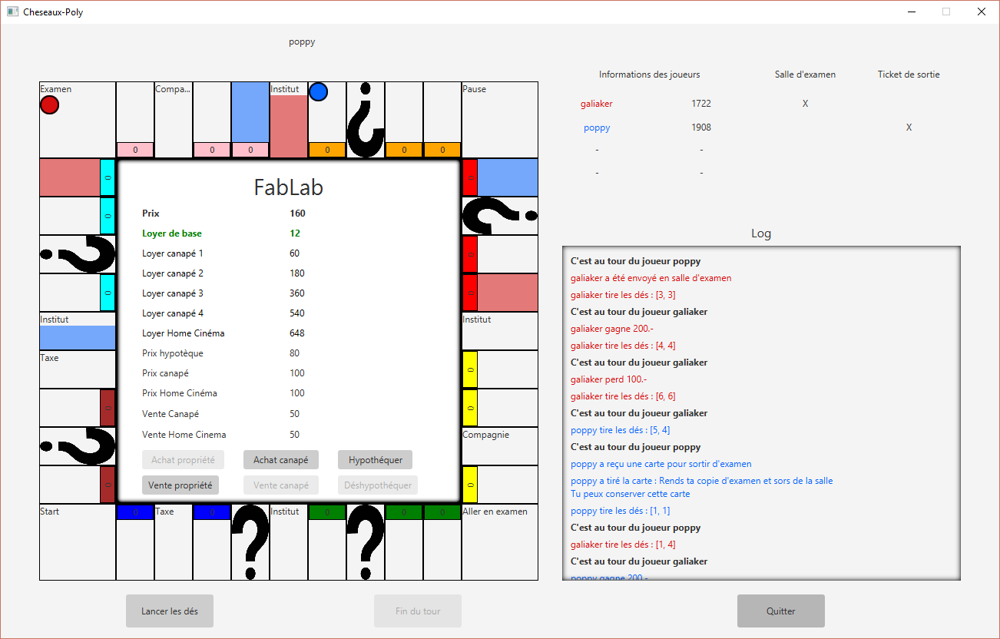 Cheseaux-Poly
poppy
Examen
Compa...
Institut
?
Pause
0
0
0
0
0
0
0
0
0
?
0
0
0
?
0
Institut
Taxe
0
?
0
Institut
0
0
Compagnie
0
FabLab
Prix 160
Loyer de base 12
Loyer canapé 1 60
Loyer canapé 2 180
Loyer canapé 3 360
Loyer canapé 4 540
Loyer Home Cinéma 648
Prix hypotèque 80
Prix canapé 100
Prix Home Cinéma 100
Vente Canapé 50
Vente Home Cinema 50
Achat propriété Achat canapé Hypothéquer
Vente propriété Vente canapé Déshypothéquer
Start
0
Taxe
0
?
Institut
0
?
0
0
Aller en examen
Lancer les dés
Fin du tour
Informations des joueurs Salle d'examen Ticket de sortie
galiaker 1722 X
poppy 1908 X
- -
- -
Log
C'est au tour du joueur poppy
galiaker a été envoyé en salle d'examen
galiaker tire les dés : [3, 3]
C'est au tour du joueur galiaker
galiaker gagne 200.-
galiaker tire les dés : [4, 4]
C'est au tour du joueur galiaker
galiaker perd 100.-
galiaker tire les dés : [6, 6]
C'est au tour du joueur galiaker
poppy tire les dés : [5, 4]
C'est au tour du joueur poppy
poppy a reçu une carte pour sortir d'examen
poppy a tiré la carte : Rends ta copie d'examen et sors de la salle
Tu peux conserver cette carte
poppy tire les dés : [1, 1]
C'est au tour du joueur poppy
galiaker tire les dés : [1, 4]
C'est au tour du joueur galiaker
poppy gagne 200.-
Quitter